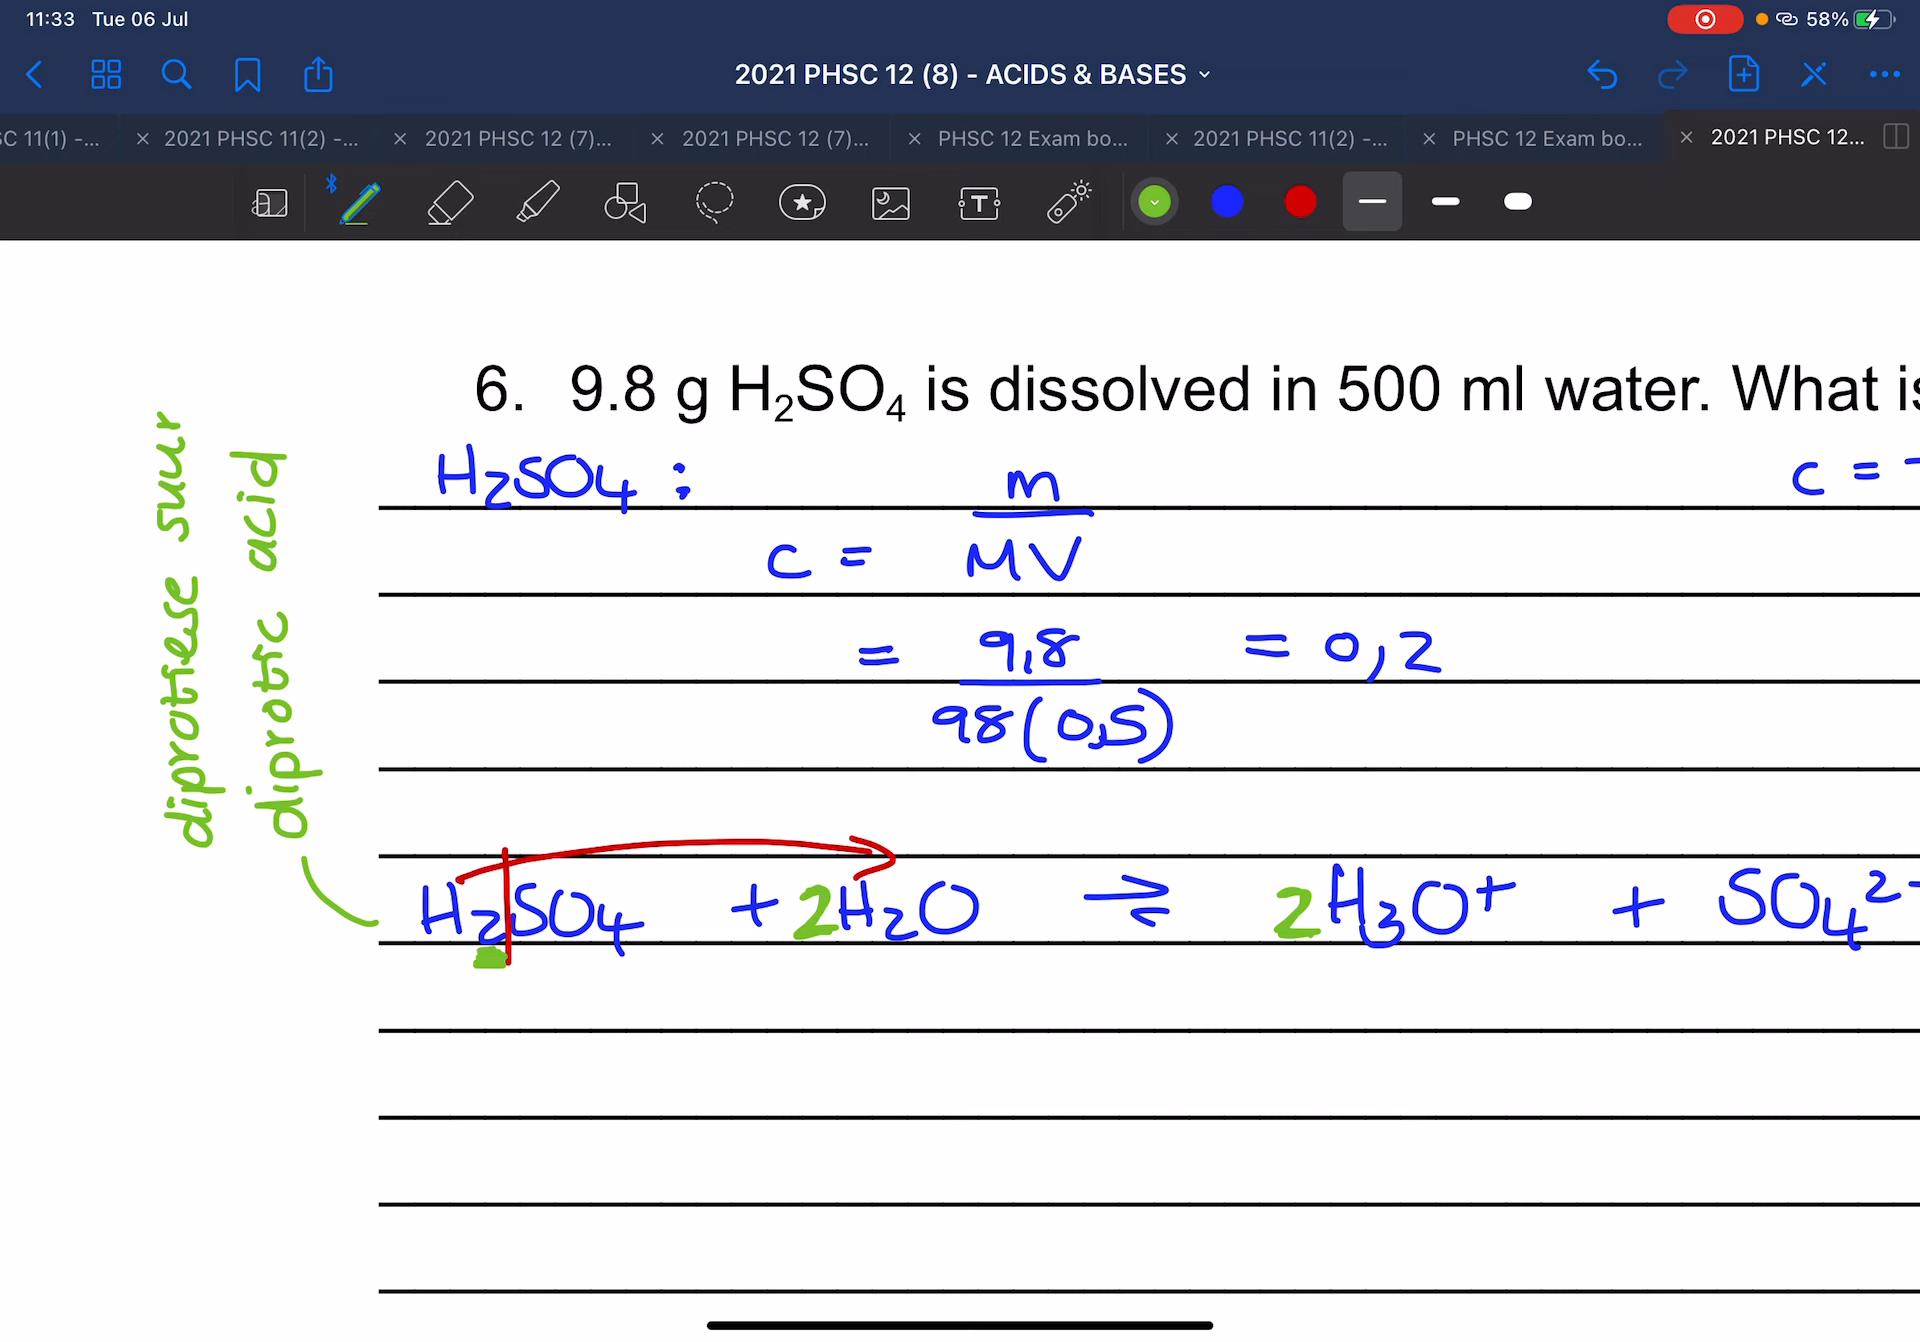 11:33 Tue 06 Jul
58%
2021 PHSC 12 (8) - ACIDS & BASES
SC 11(1) -...
2021 PHSC 11(2) -...
2021 PHSC 12 (7)...
2021 PHSC 12 (7)...
PHSC 12 Exam bo...
2021 PHSC 11(2) -...
PHSC 12 Exam bo...
2021 PHSC 12...
6. 9.8 g H₂SO₄ is dissolved in 500 ml water. What is
H₂SO₄ :
c = m / MV
c =
= 9,8 / 98(0,5) = 0,2
diprotiese suur
diprotic acid
H₂SO₄ + 2H₂O ⇌ 2H₃O⁺ + SO₄²⁻